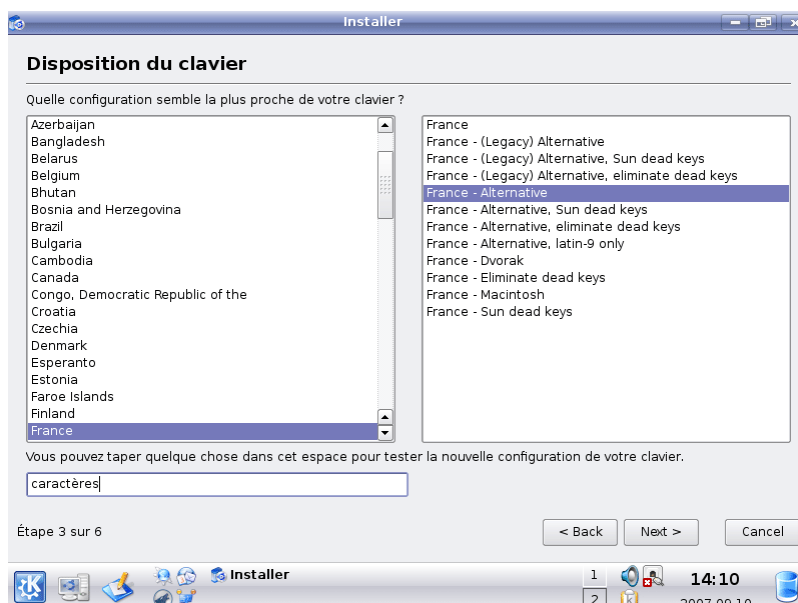 Installer
Disposition du clavier
Quelle configuration semble la plus proche de votre clavier ?
Azerbaijan
Bangladesh
Belarus
Belgium
Bhutan
Bosnia and Herzegovina
Brazil
Bulgaria
Cambodia
Canada
Congo, Democratic Republic of the
Croatia
Czechia
Denmark
Esperanto
Estonia
Faroe Islands
Finland
France
France
France - (Legacy) Alternative
France - (Legacy) Alternative, Sun dead keys
France - (Legacy) Alternative, eliminate dead keys
France - Alternative
France - Alternative, Sun dead keys
France - Alternative, eliminate dead keys
France - Alternative, latin-9 only
France - Dvorak
France - Eliminate dead keys
France - Macintosh
France - Sun dead keys
Vous pouvez taper quelque chose dans cet espace pour tester la nouvelle configuration de votre clavier.
caractères
Étape 3 sur 6
< Back
Next >
Cancel
Installer
1
2
14:10